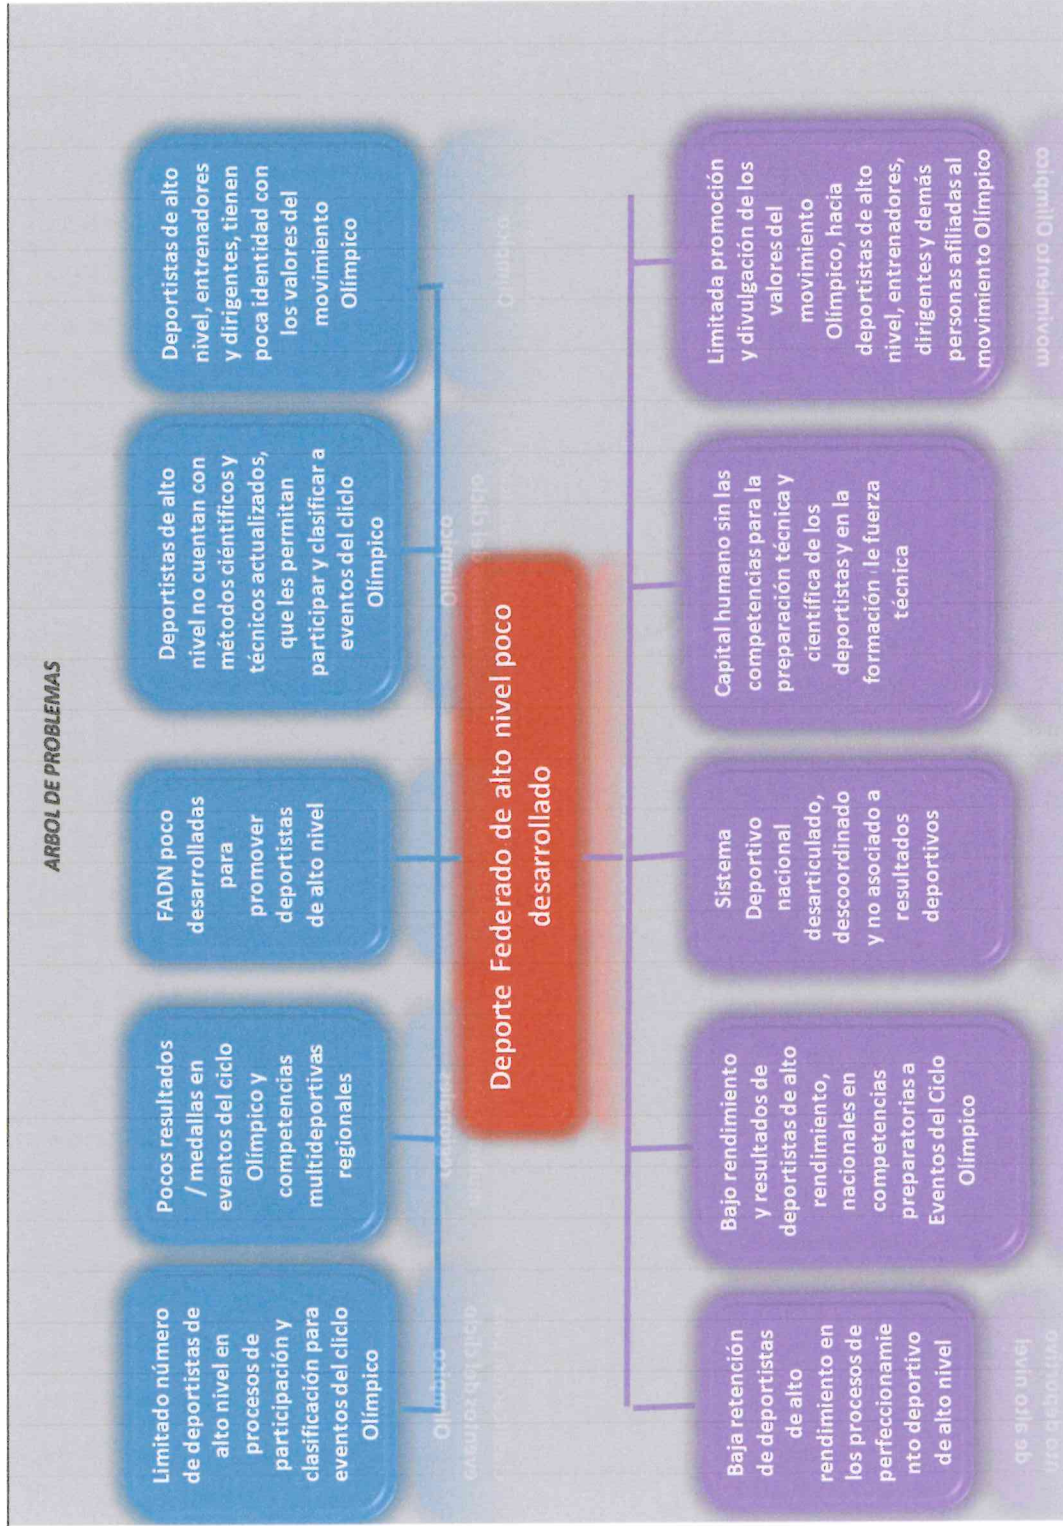 ARBOL DE PROBLEMAS
Limitado número
de deportistas de
alto nivel en
procesos de
participación y
clasificación para
eventos del cliclo
Olímpico
Pocos resultados
/ medallas en
eventos del ciclo
Olímpico y
competencias
multideportivas
regionales
FADN poco
desarrolladas
para
promover
deportistas
de alto nivel
Deportistas de alto
nivel no cuentan con
métodos ciéntificos y
técnicos actualizados,
que les permitan
participar y clasificar a
eventos del cliclo
Olímpico
Deportistas de alto
nivel, entrenadores
y dirigentes, tienen
poca identidad con
los valores del
movimiento
Olímpico
Deporte Federado de alto nivel poco
desarrollado
Baja retención
de deportistas
de alto
rendimiento en
los procesos de
perfeccionamie
nto deportivo
de alto nivel
Bajo rendimiento
y resultados de
deportistas de alto
rendimiento,
nacionales en
competencias
preparatorias a
Eventos del Ciclo
Olímpico
Sistema
Deportivo
nacional
desarticulado,
descoordinado
y no asociado a
resultados
deportivos
Capital humano sin las
competencias para la
preparación técnica y
científica de los
deportistas y en la
formación le fuerza
técnica
Limitada promoción
y divulgación de los
valores del
movimiento
Olímpico, hacia
deportistas de alto
nivel, entrenadores,
dirigentes y demás
personas afiliadas al
movimiento Olímpico